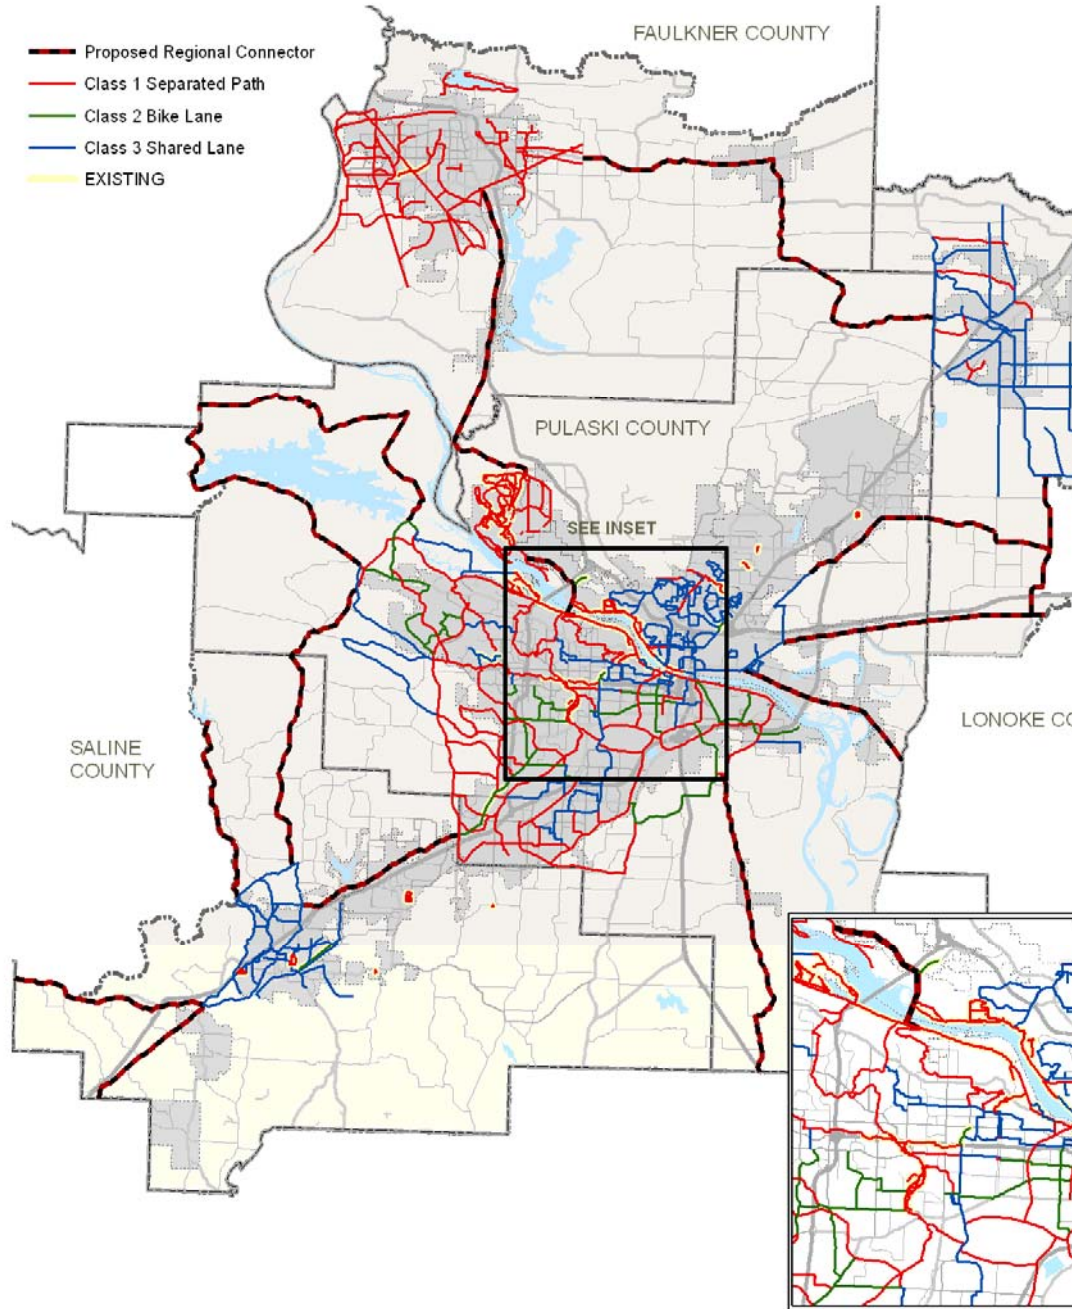 FAULKNER COUNTY
Proposed Regional Connector
Class 1 Separated Path
Class 2 Bike Lane
Class 3 Shared Lane
EXISTING
PULASKI COUNTY
SEE INSET
LONOKE CO
SALINE
COUNTY